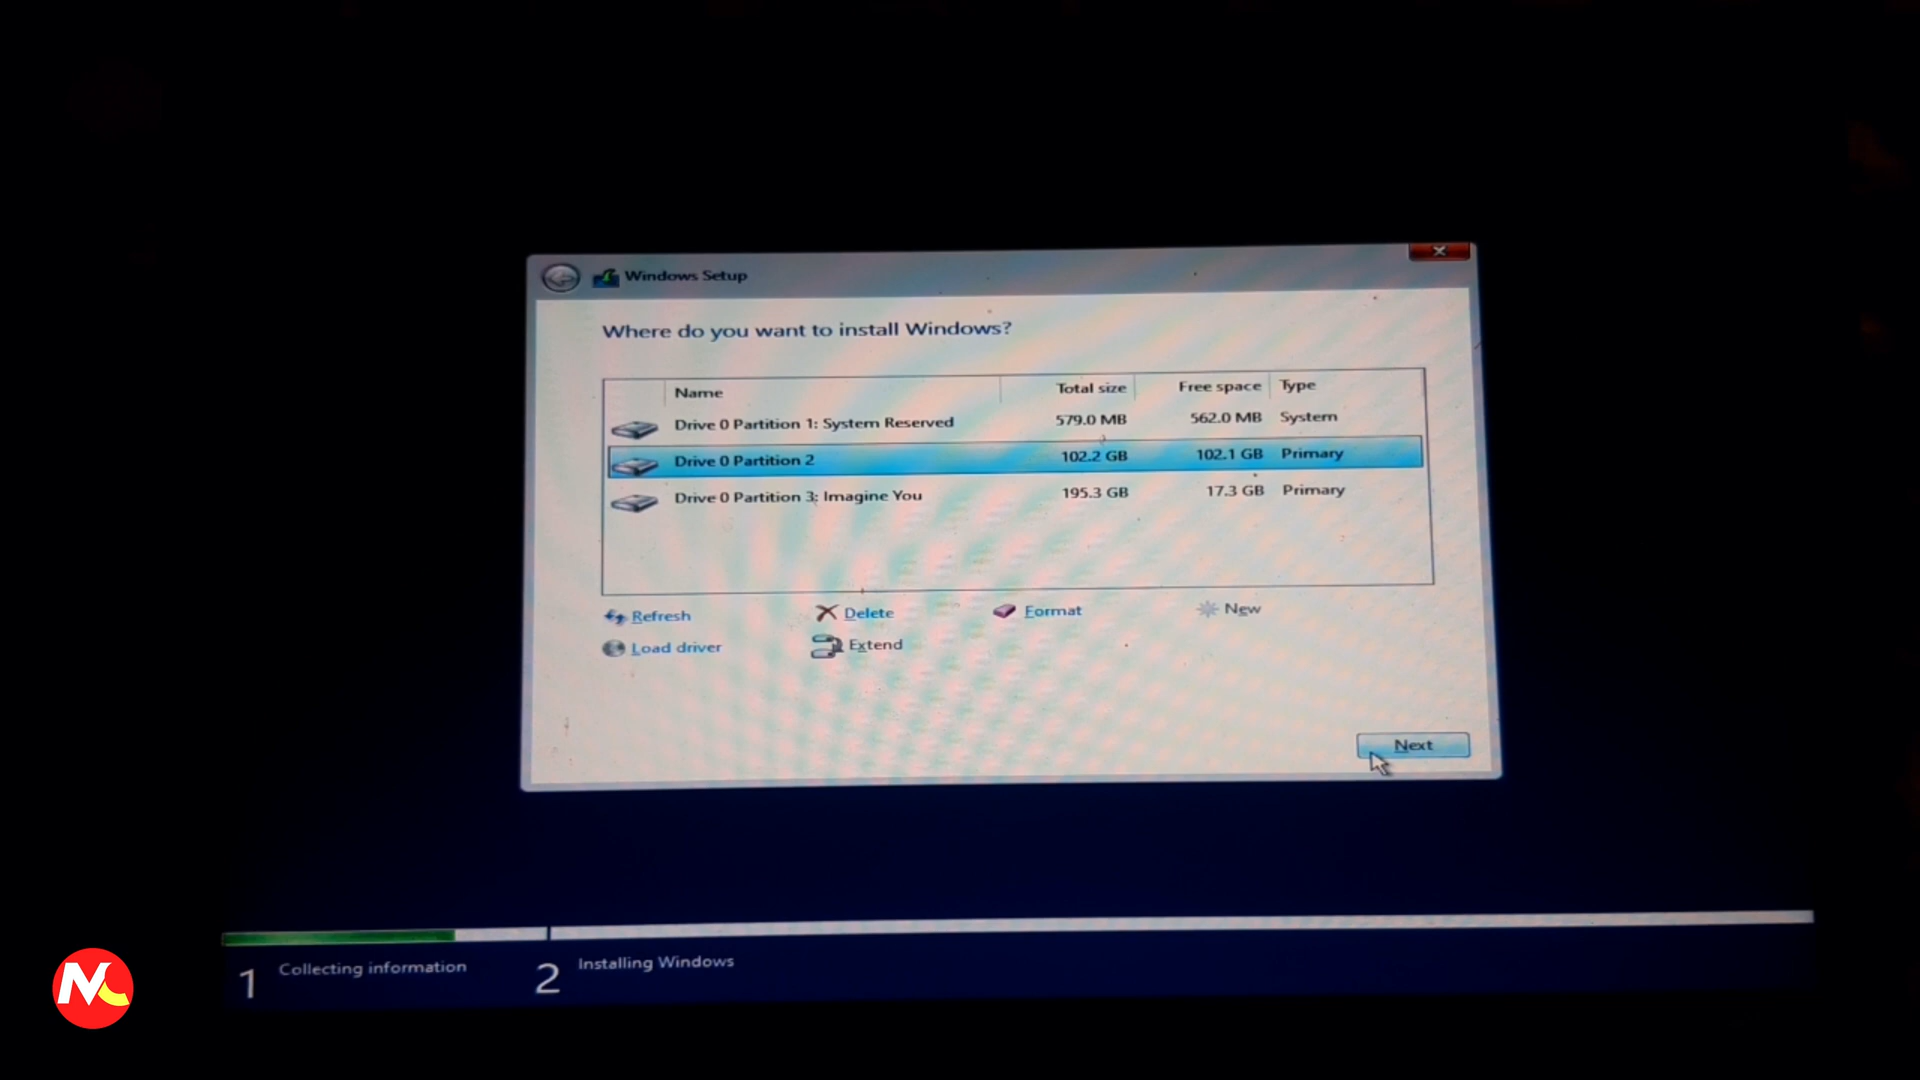 Windows Setup
Where do you want to install Windows?
Name Total size Free space Type
Drive 0 Partition 1: System Reserved 579.0 MB 562.0 MB System
Drive 0 Partition 2 102.2 GB 102.1 GB Primary
Drive 0 Partition 3: Imagine You 195.3 GB 17.3 GB Primary
Refresh Delete Format New
Load driver Extend
Next
1 Collecting information 2 Installing Windows